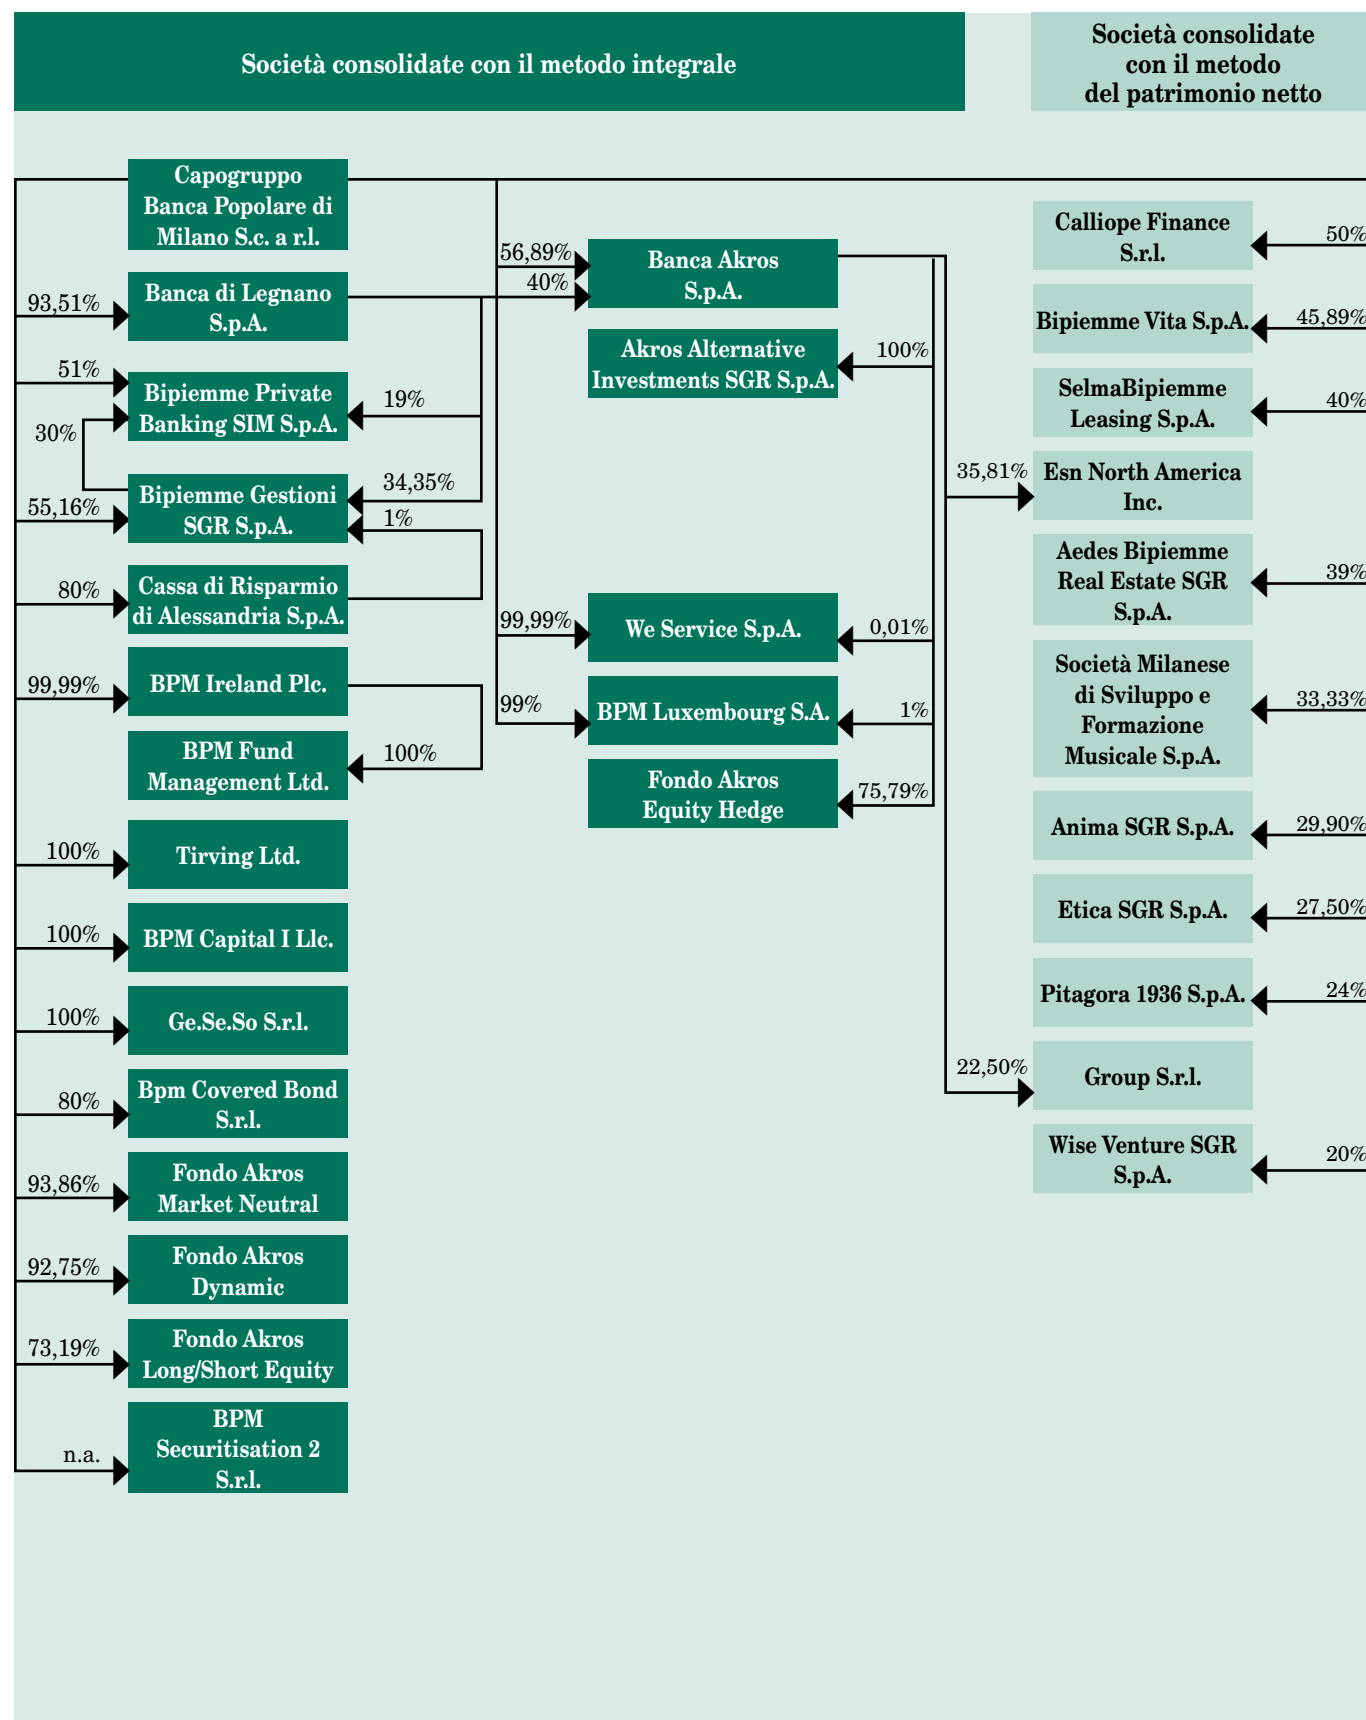 Società consolidate con il metodo integrale
Società consolidate
con il metodo
del patrimonio netto
Capogruppo
Banca Popolare di
Milano S.c. a r.l.
93,51%
Banca di Legnano
S.p.A.
51%
Bipiemme Private
Banking SIM S.p.A.
19%
30%
55,16%
Bipiemme Gestioni
SGR S.p.A.
34,35%
1%
80%
Cassa di Risparmio
di Alessandria S.p.A.
99,99%
BPM Ireland Plc.
BPM Fund
Management Ltd.
100%
100%
Tirving Ltd.
100%
BPM Capital I Llc.
100%
Ge.Se.So S.r.l.
80%
Bpm Covered Bond
S.r.l.
93,86%
Fondo Akros
Market Neutral
92,75%
Fondo Akros
Dynamic
73,19%
Fondo Akros
Long/Short Equity
n.a.
BPM
Securitisation 2
S.r.l.
56,89%
40%
Banca Akros
S.p.A.
Akros Alternative
Investments SGR S.p.A.
100%
99,99%
We Service S.p.A.
0,01%
99%
BPM Luxembourg S.A.
1%
Fondo Akros
Equity Hedge
75,79%
Calliope Finance
S.r.l.
50%
Bipiemme Vita S.p.A.
45,89%
SelmaBipiemme
Leasing S.p.A.
40%
35,81%
Esn North America
Inc.
Aedes Bipiemme
Real Estate SGR
S.p.A.
39%
Società Milanese
di Sviluppo e
Formazione
Musicale S.p.A.
33,33%
Anima SGR S.p.A.
29,90%
Etica SGR S.p.A.
27,50%
Pitagora 1936 S.p.A.
24%
22,50%
Group S.r.l.
Wise Venture SGR
S.p.A.
20%